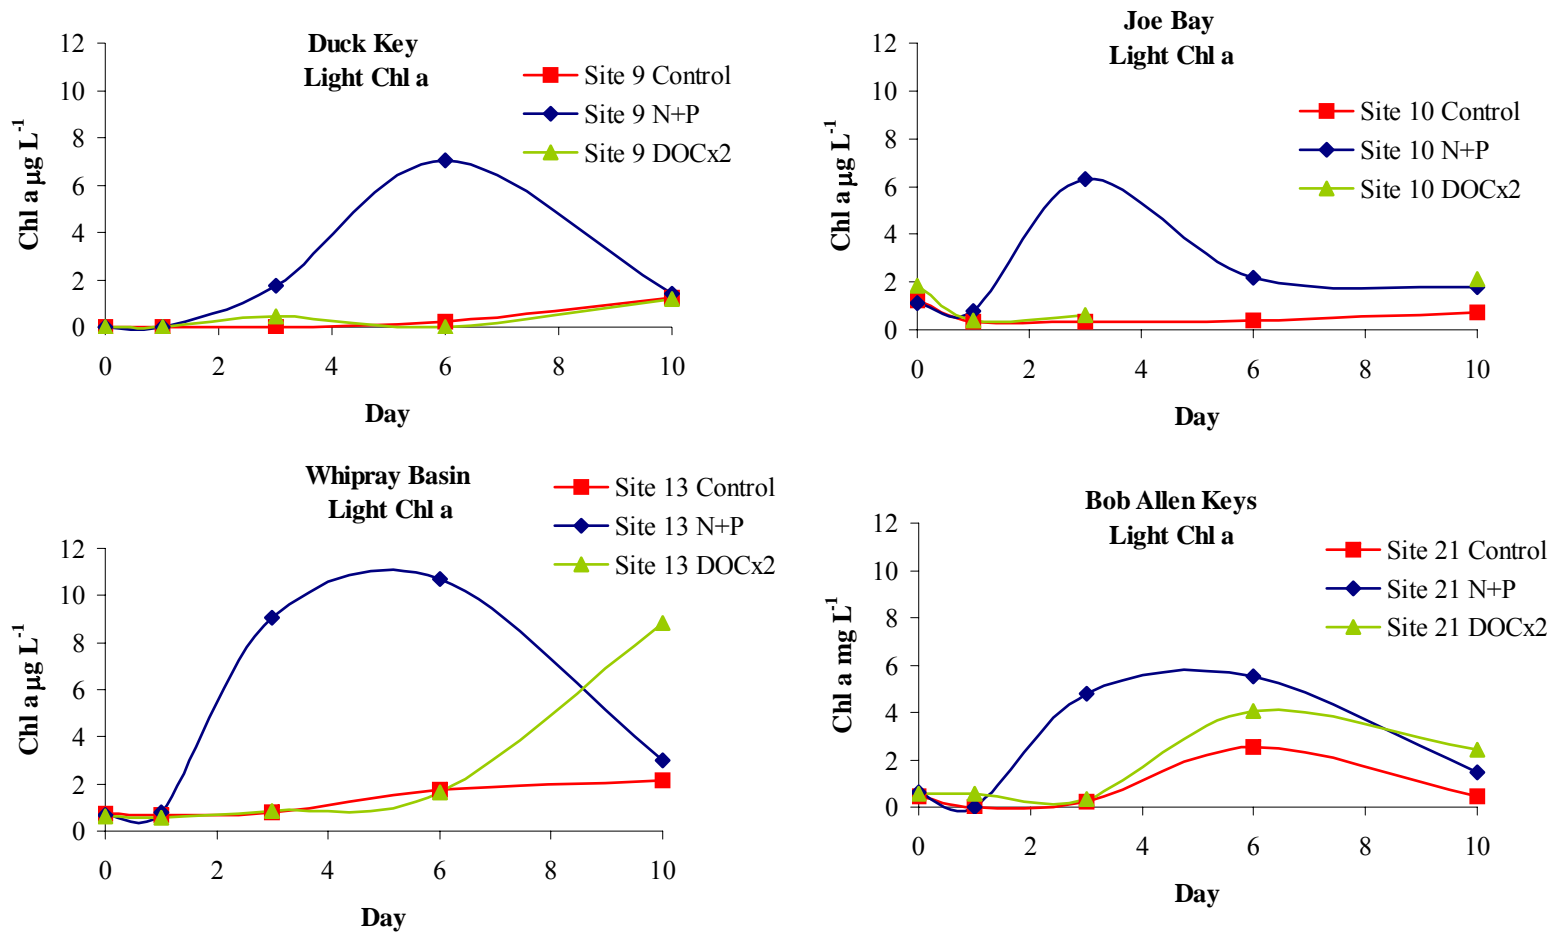 Duck Key
Light Chl a
Site 9 Control
Site 9 N+P
Site 9 DOCx2
12
10
8
6
4
2
0
Chl a µg L-1
0 2 4 6 8 10
Day
Joe Bay
Light Chl a
Site 10 Control
Site 10 N+P
Site 10 DOCx2
12
10
8
6
4
2
0
Chl a µg L-1
0 2 4 6 8 10
Day
Whipray Basin
Light Chl a
Site 13 Control
Site 13 N+P
Site 13 DOCx2
12
10
8
6
4
2
0
Chl a µg L-1
0 2 4 6 8 10
Day
Bob Allen Keys
Light Chl a
Site 21 Control
Site 21 N+P
Site 21 DOCx2
12
10
8
6
4
2
0
Chl a mg L-1
0 2 4 6 8 10
Day